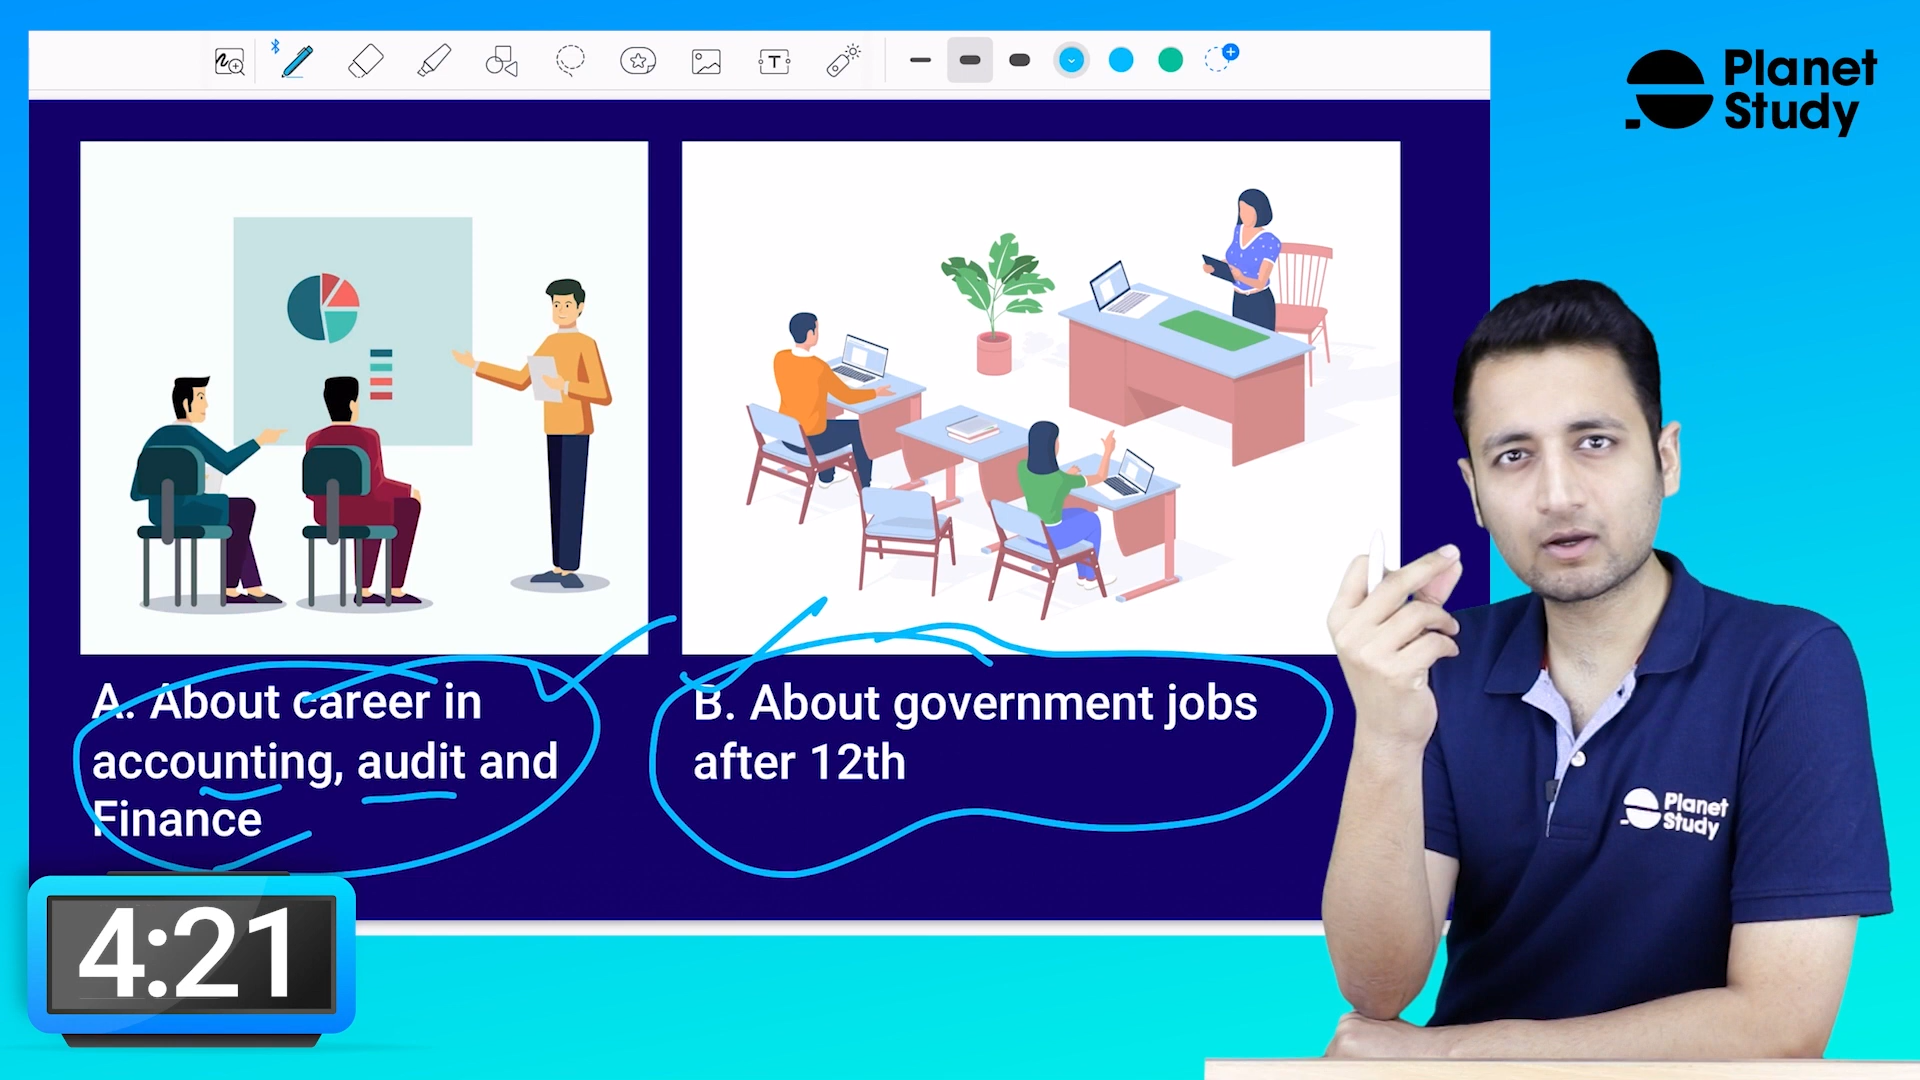 Planet
Study
T
A. About career in
accounting, audit and
Finance
B. About government jobs
after 12th
Planet
Study
4:21